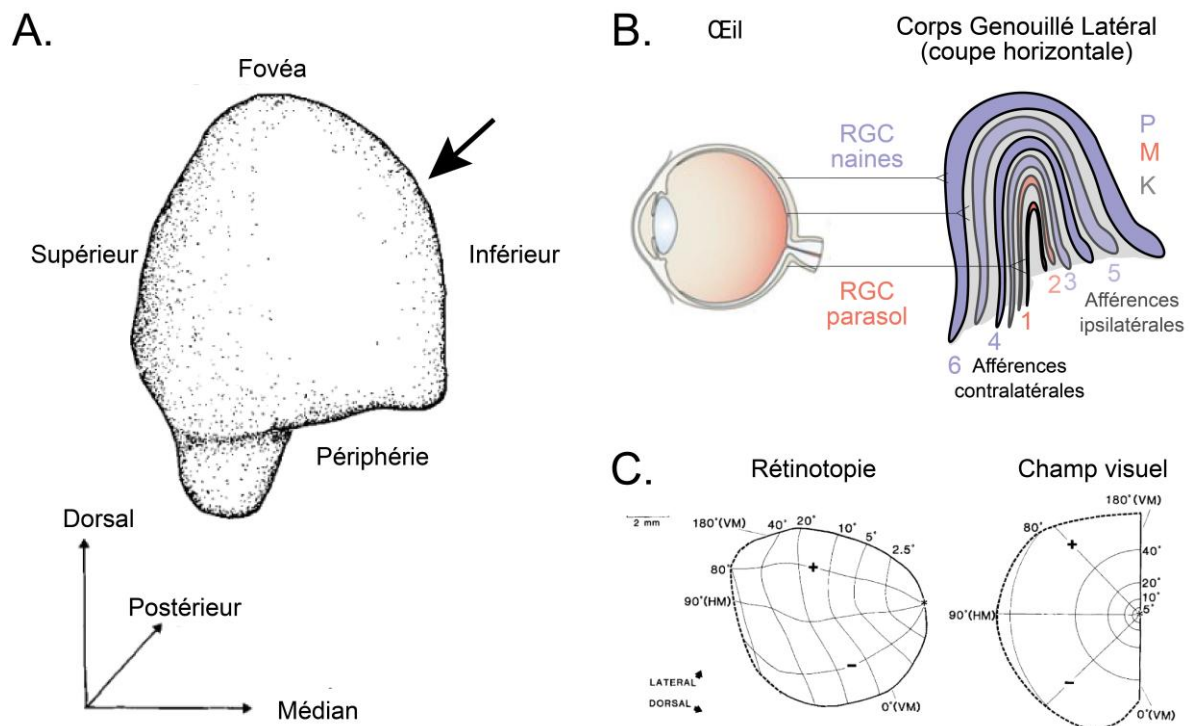 A.
Fovéa
Supérieur
Inférieur
Périphérie
Dorsal
Postérieur
Médian
B.
Œil
Corps Genouillé Latéral
(coupe horizontale)
RGC
naines
P
M
K
RGC
parasol
6
4
1
2
3
5
Afférences
ipsilatérales
Afférences
contralatérales
C.
Rétinotopie
Champ visuel
2 mm
180°(VM)
40°
20°
10°
5°
2.5°
80°
+
90°(HM)
*
−
LATERAL
DORSAL
0°(VM)
180°(VM)
80°
+
40°
20°
10°
5°
*
90°(HM)
−
0°(VM)